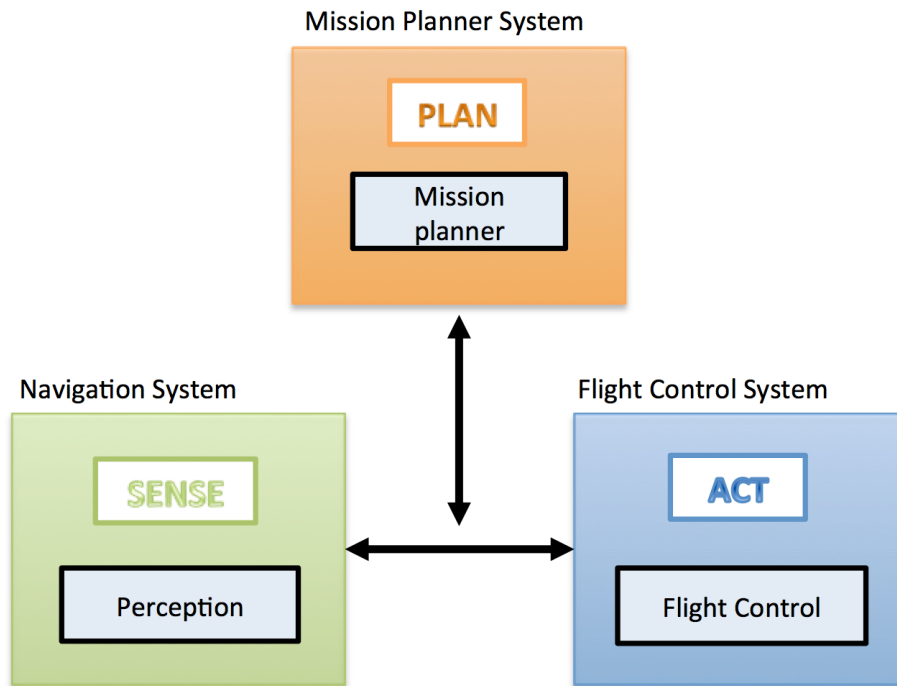 Mission Planner System
PLAN
Mission
planner
Navigation System
SENSE
Perception
Flight Control System
ACT
Flight Control